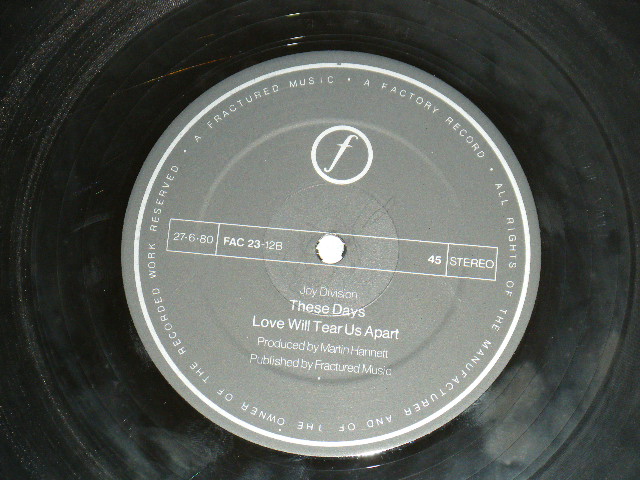 A FRACTURED MUSIC • A FACTORY RECORD • ALL RIGHTS OF THE MANUFACTURER AND OF THE OWNER OF THE RECORDED WORK RESERVED •
f
27-6-80 FAC 23-12B 45 STEREO
Joy Division
These Days
Love Will Tear Us Apart
Produced by Martin Hannett
Published by Fractured Music